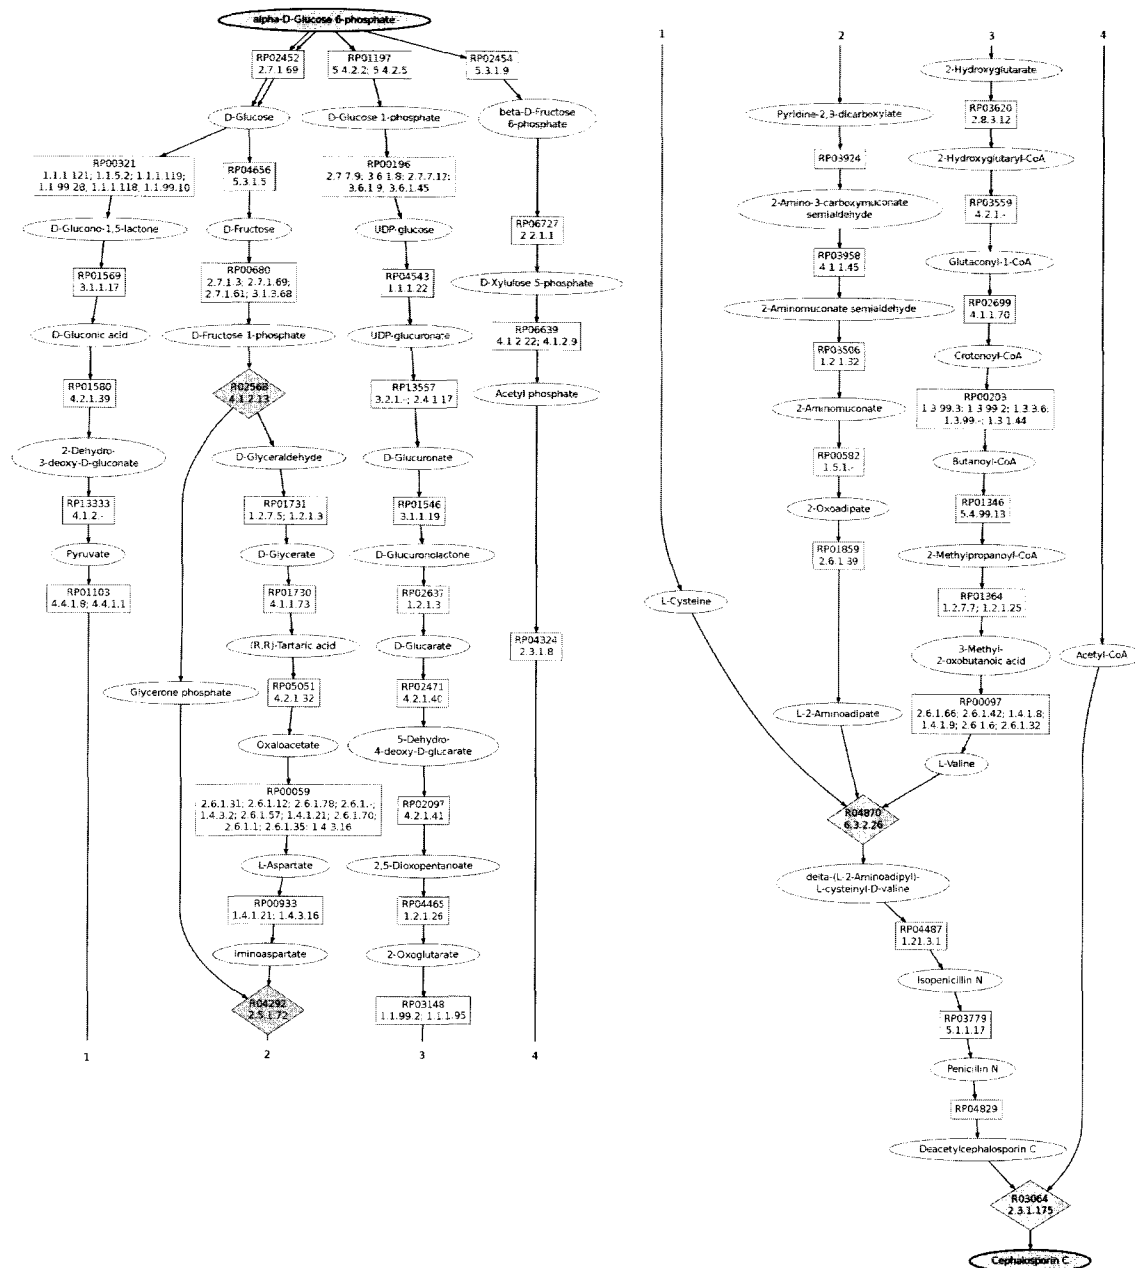 alpha-D-Glucose 6-phosphate
RP02452
2.7.1.69
RP01197
5.4.2.2; 5.4.2.5
RP02454
5.3.1.9
D-Glucose
D-Glucose 1-phosphate
beta-D-Fructose
6-phosphate
RP00321
1.1.1.121; 1.1.5.2; 1.1.1.119;
1.1.99.28; 1.1.1.118; 1.1.99.10
RP04656
5.3.1.5
RP00196
2.7.7.9; 3.6.1.8; 2.7.7.12;
3.6.1.9; 3.6.1.45
D-Glucono-1,5-lactone
D-Fructose
UDP-glucose
RP06727
2.2.1.1
RP01569
3.1.1.17
RP00680
2.7.1.3; 2.7.1.69;
2.7.1.61; 3.1.3.68
RP04543
1.1.1.22
D-Xylulose 5-phosphate
D-Gluconic acid
D-Fructose 1-phosphate
UDP-glucuronate
RP06639
4.1.2.22; 4.1.2.9
RP01580
4.2.1.39
R02568
4.1.2.13
RP13557
3.2.1.-; 2.4.1.17
Acetyl phosphate
2-Dehydro-
3-deoxy-D-gluconate
D-Glyceraldehyde
D-Glucuronate
RP13333
4.1.2.-
RP01731
1.2.7.5; 1.2.1.3
RP01546
3.1.1.19
Pyruvate
D-Glycerate
D-Glucuronolactone
RP01103
4.4.1.8; 4.4.1.1
RP01730
4.1.1.73
RP02637
1.2.1.3
(R,R)-Tartaric acid
D-Glucarate
RP04324
2.3.1.8
Glycerone phosphate
RP05051
4.2.1.32
RP02471
4.2.1.40
Oxaloacetate
5-Dehydro-
4-deoxy-D-glucarate
RP00059
2.6.1.31; 2.6.1.12; 2.6.1.78; 2.6.1.-;
1.4.3.2; 2.6.1.57; 1.4.1.21; 2.6.1.70;
2.6.1.1; 2.6.1.35; 1.4.3.16
RP02097
4.2.1.41
L-Aspartate
2,5-Dioxopentanoate
RP00933
1.4.1.21; 1.4.3.16
RP04465
1.2.1.26
Iminoaspartate
2-Oxoglutarate
R04292
2.5.1.72
RP03148
1.1.99.2; 1.1.1.95
1
2
3
4
1
2
3
4
2-Hydroxyglutarate
Pyridine-2,3-dicarboxylate
RP03620
2.8.3.12
RP03924
2-Hydroxyglutaryl-CoA
2-Amino-3-carboxymuconate
semialdehyde
RP03559
4.2.1.-
RP03958
4.1.1.45
Glutaconyl-1-CoA
2-Aminomuconate semialdehyde
RP02699
4.1.1.70
RP03506
1.2.1.32
Crotonoyl-CoA
2-Aminomuconate
RP00203
1.3.99.3; 1.3.99.2; 1.3.3.6;
1.3.99.-; 1.3.1.44
RP00582
1.5.1.-
Butanoyl-CoA
2-Oxoadipate
RP01346
5.4.99.13
RP01859
2.6.1.39
2-Methylpropanoyl-CoA
L-Cysteine
RP01364
1.2.7.7; 1.2.1.25
3-Methyl-
2-oxobutanoic acid
Acetyl-CoA
L-2-Aminoadipate
RP00097
2.6.1.66; 2.6.1.42; 1.4.1.8;
1.4.1.9; 2.6.1.6; 2.6.1.32
L-Valine
R04870
6.3.2.26
delta-(L-2-Aminoadipyl)-
L-cysteinyl-D-valine
RP04487
1.21.3.1
Isopenicillin N
RP03779
5.1.1.17
Penicillin N
RP04829
Deacetylcephalosporin C
R03064
2.3.1.175
Cephalosporin C